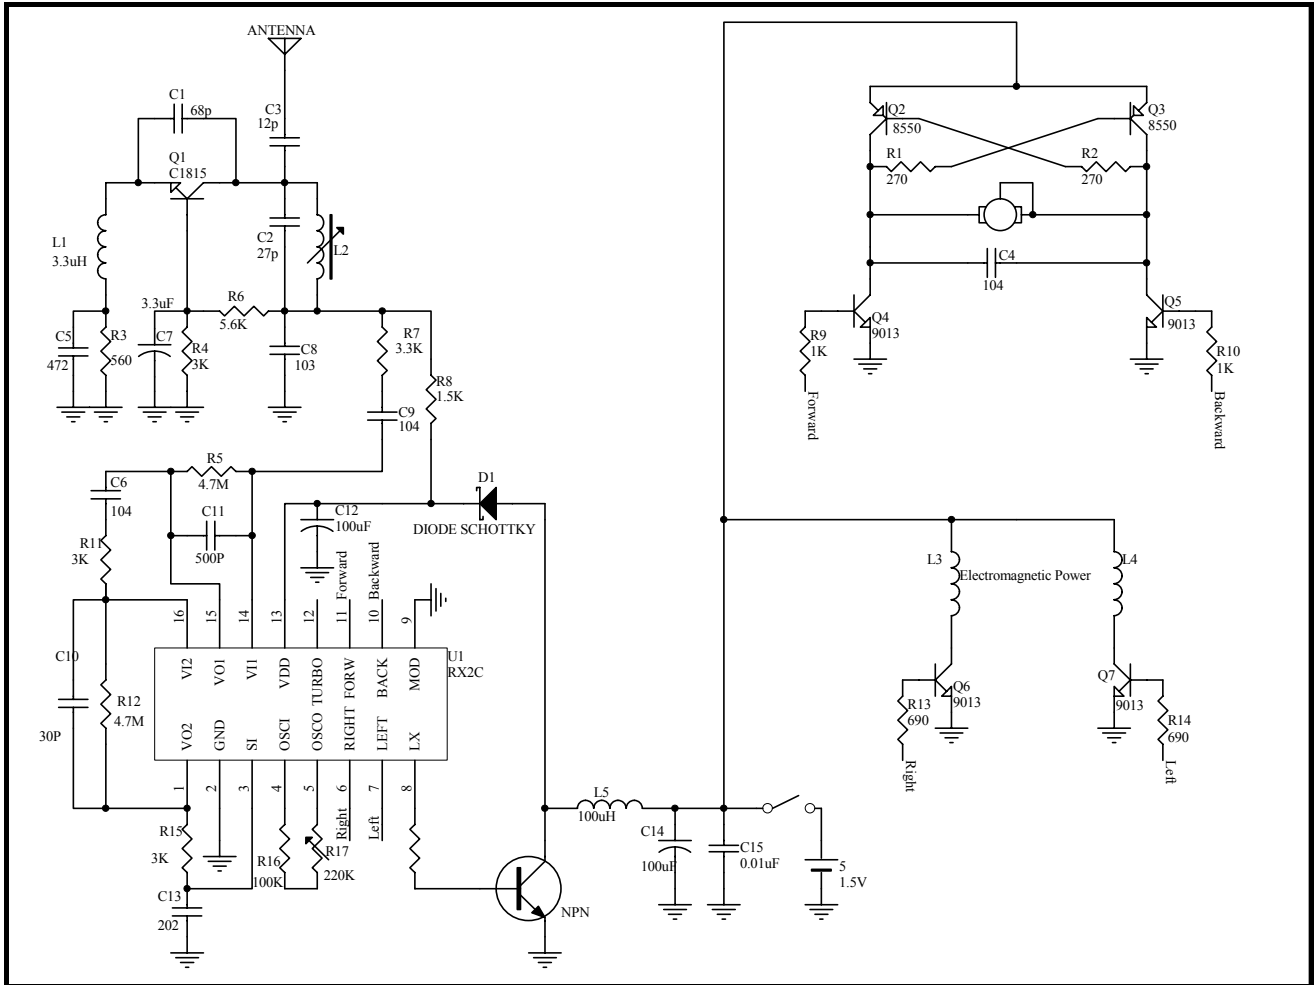 ANTENNA
C1
68p
C3
12p
Q1
C1815
C2
27p
L1
3.3uH
L2
3.3uF
R6
5.6K
C5
472
R3
560
C7
R4
3K
C8
103
R7
3.3K
R8
1.5K
C9
104
R5
4.7M
C6
104
C11
500P
R11
3K
C12
100uF
D1
DIODE SCHOTTKY
Forward
Backward
16
15
14
13
12
11
10
9
U1
RX2C
VI2
VO1
VI1
VDD
TURBO
FORW
BACK
MOD
VO2
GND
SI
OSCI
OSCO
RIGHT
LEFT
LX
1
2
3
4
5
6
7
8
C10
30P
R12
4.7M
R15
3K
C13
202
R16
100K
R17
220K
Right
Left
NPN
L5
100uH
C14
100uF
C15
0.01uF
5
1.5V
Q2
8550
Q3
8550
R1
270
R2
270
C4
104
Q4
9013
Q5
9013
R9
1K
R10
1K
Forward
Backward
L3
Electromagnetic Power
L4
Q6
9013
Q7
9013
R13
690
R14
690
Right
Left